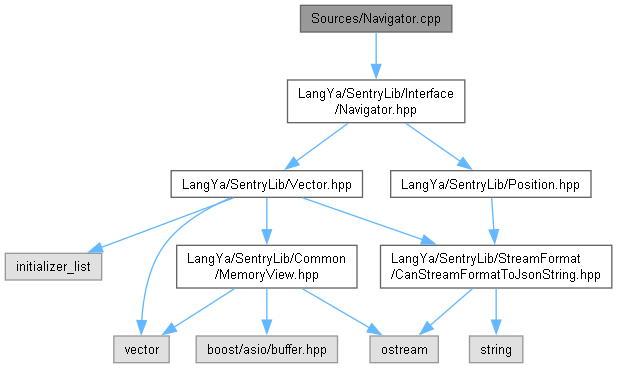 Sources/Navigator.cpp
LangYa/SentryLib/Interface
/Navigator.hpp
LangYa/SentryLib/Vector.hpp
LangYa/SentryLib/Position.hpp
initializer_list
LangYa/SentryLib/Common
/MemoryView.hpp
LangYa/SentryLib/StreamFormat
/CanStreamFormatToJsonString.hpp
vector
boost/asio/buffer.hpp
ostream
string